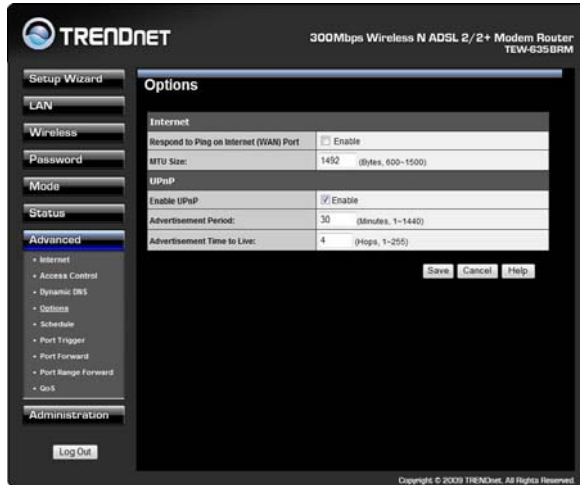 TRENDNET
300Mbps Wireless N ADSL 2/2+ Modem Router
TEW-635BRM
Setup Wizard
LAN
Wireless
Password
Mode
Status
Advanced
• Internet
• Access Control
• Dynamic DNS
• Options
• Schedule
• Port Trigger
• Port Forward
• Port Range Forward
• QoS
Administration
Log Out
Options
Internet
Respond to Ping on Internet (WAN) Port Enable
MTU Size: 1492 (Bytes, 600~1500)
UPnP
Enable UPnP Enable
Advertisement Period: 30 (Minutes, 1~1440)
Advertisement Time to Live: 4 (Hops, 1~255)
Save Cancel Help
Copyright © 2009 TRENDnet. All Rights Reserved.